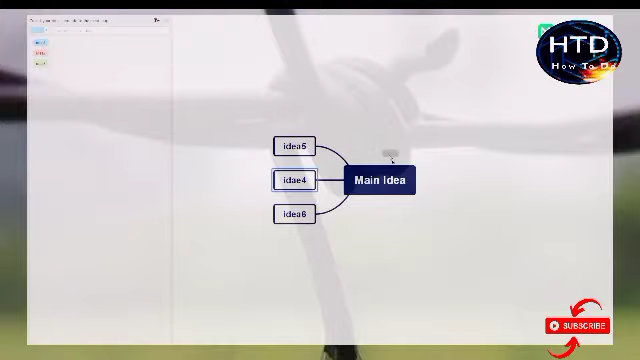 HTD
How To Do
idea5
idae4
Main Idea
idea6
SUBSCRIBE